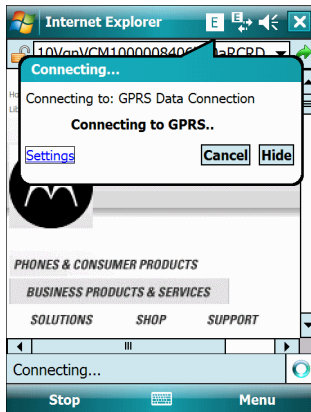 Internet Explorer
E
E
10VgnVCM1000008406
0aRCRD
Connecting...
Connecting to: GPRS Data Connection
Connecting to GPRS..
Settings
Cancel Hide
PHONES & CONSUMER PRODUCTS
BUSINESS PRODUCTS & SERVICES
SOLUTIONS SHOP SUPPORT
Connecting...
Stop Menu